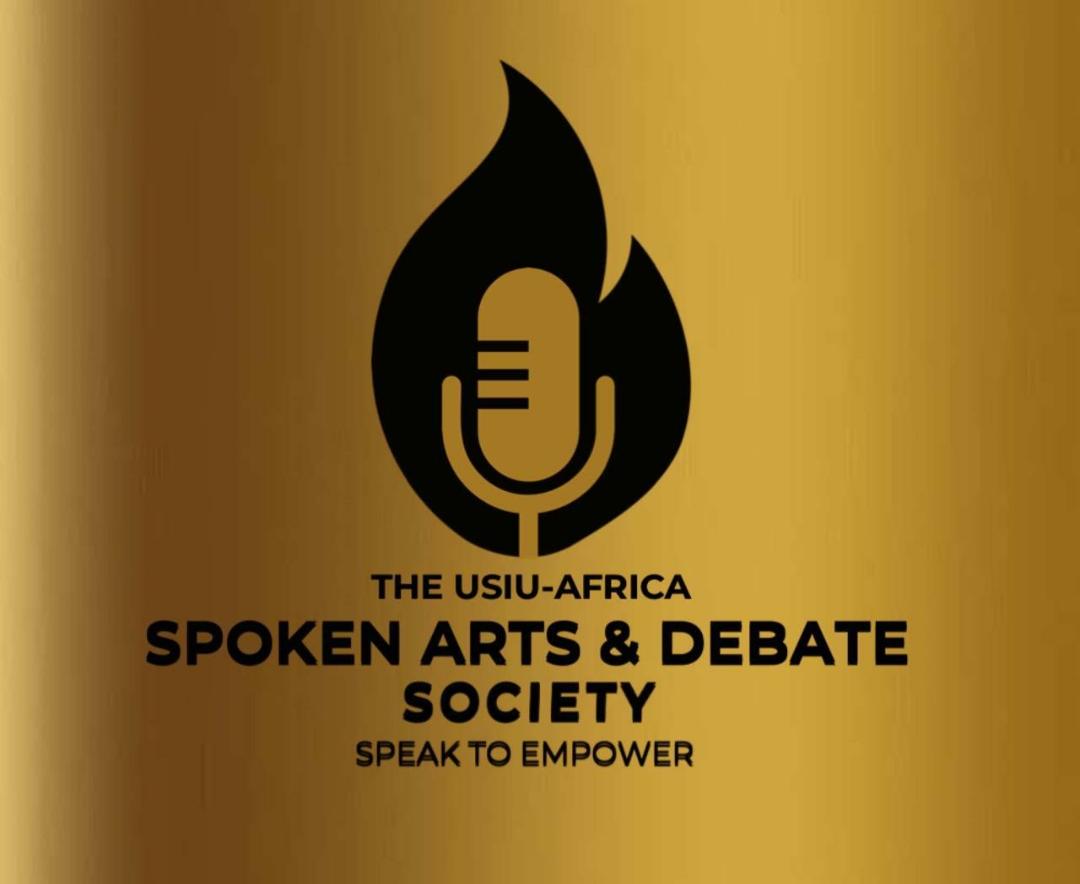 THE USIU-AFRICA
SPOKEN ARTS & DEBATE
SOCIETY
SPEAK TO EMPOWER